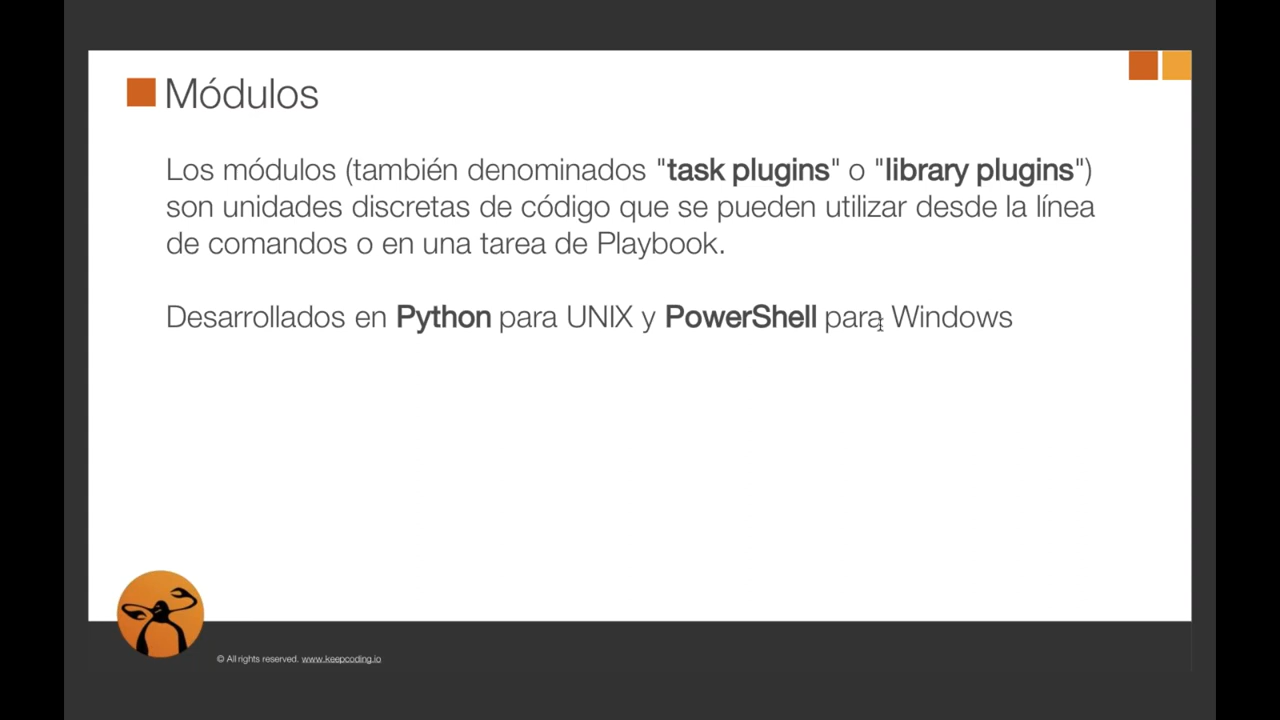 Módulos
Los módulos (también denominados "task plugins" o "library plugins")
son unidades discretas de código que se pueden utilizar desde la línea
de comandos o en una tarea de Playbook.
Desarrollados en Python para UNIX y PowerShell para Windows
© All rights reserved. www.keepcoding.io